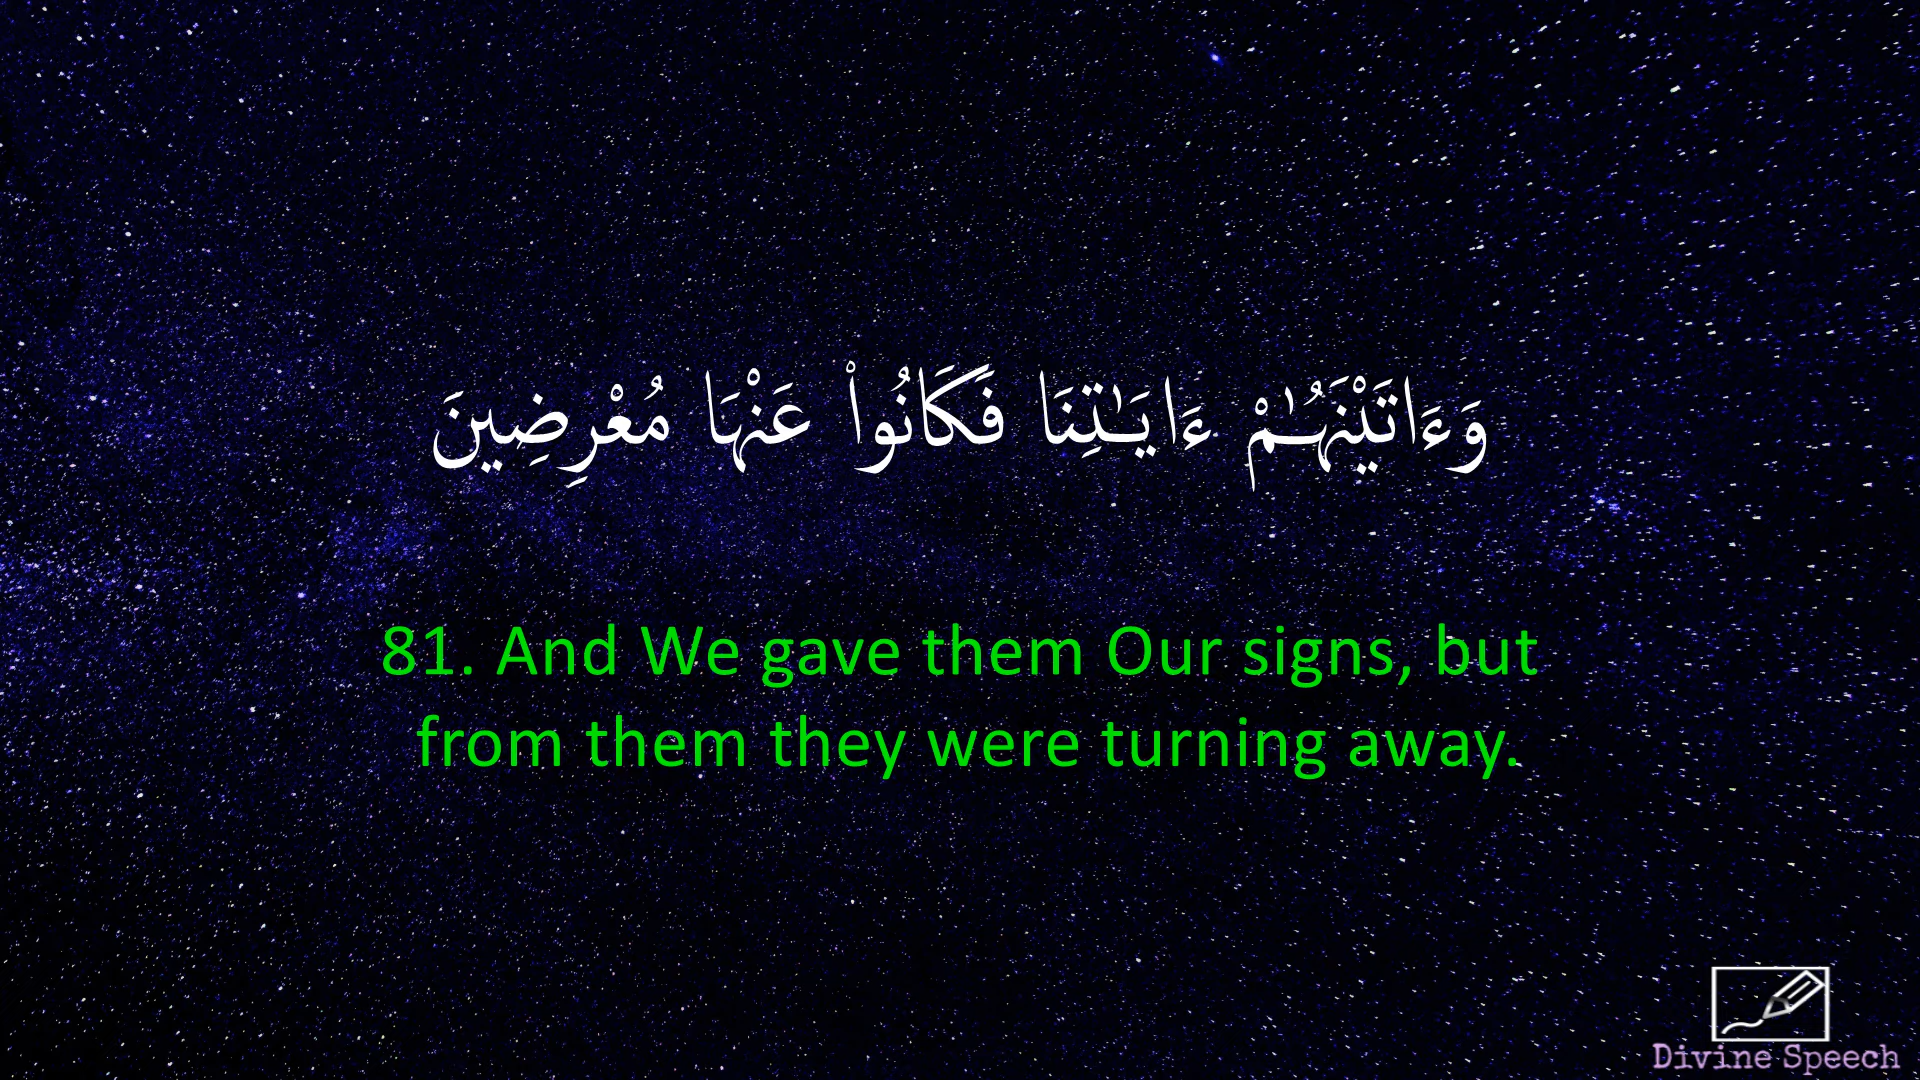 وَءَاتَيْنَـٰهُمْ ءَايَـٰتِنَا فَكَانُوا۟ عَنْهَا مُعْرِضِينَ
81. And We gave them Our signs, but
from them they were turning away.
Divine Speech